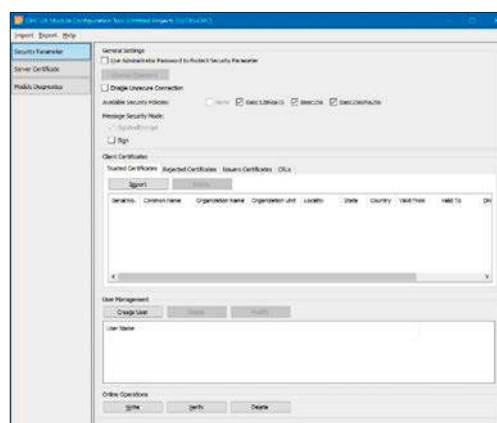 OPC UA Module Configuration Tool
Import Export Help
Security Parameter
Server Certificate
Module Diagnostics
General Settings
Use Administrator Password to Protect Security Parameter
Enable Unsecure Connection
Available Security Policies: None Basic128Rsa15 Basic256 Basic256Sha256
Message Security Mode:
Sign
Client Certificates
Trusted Certificates Rejected Certificates Issuers Certificates CRLs
Import Delete
Serial No. Common Name Organization Name Organization Unit Locality State Country Valid From Valid To
User Management
Create User Delete Modify
User Name
Online Operations
Write Verify Delete